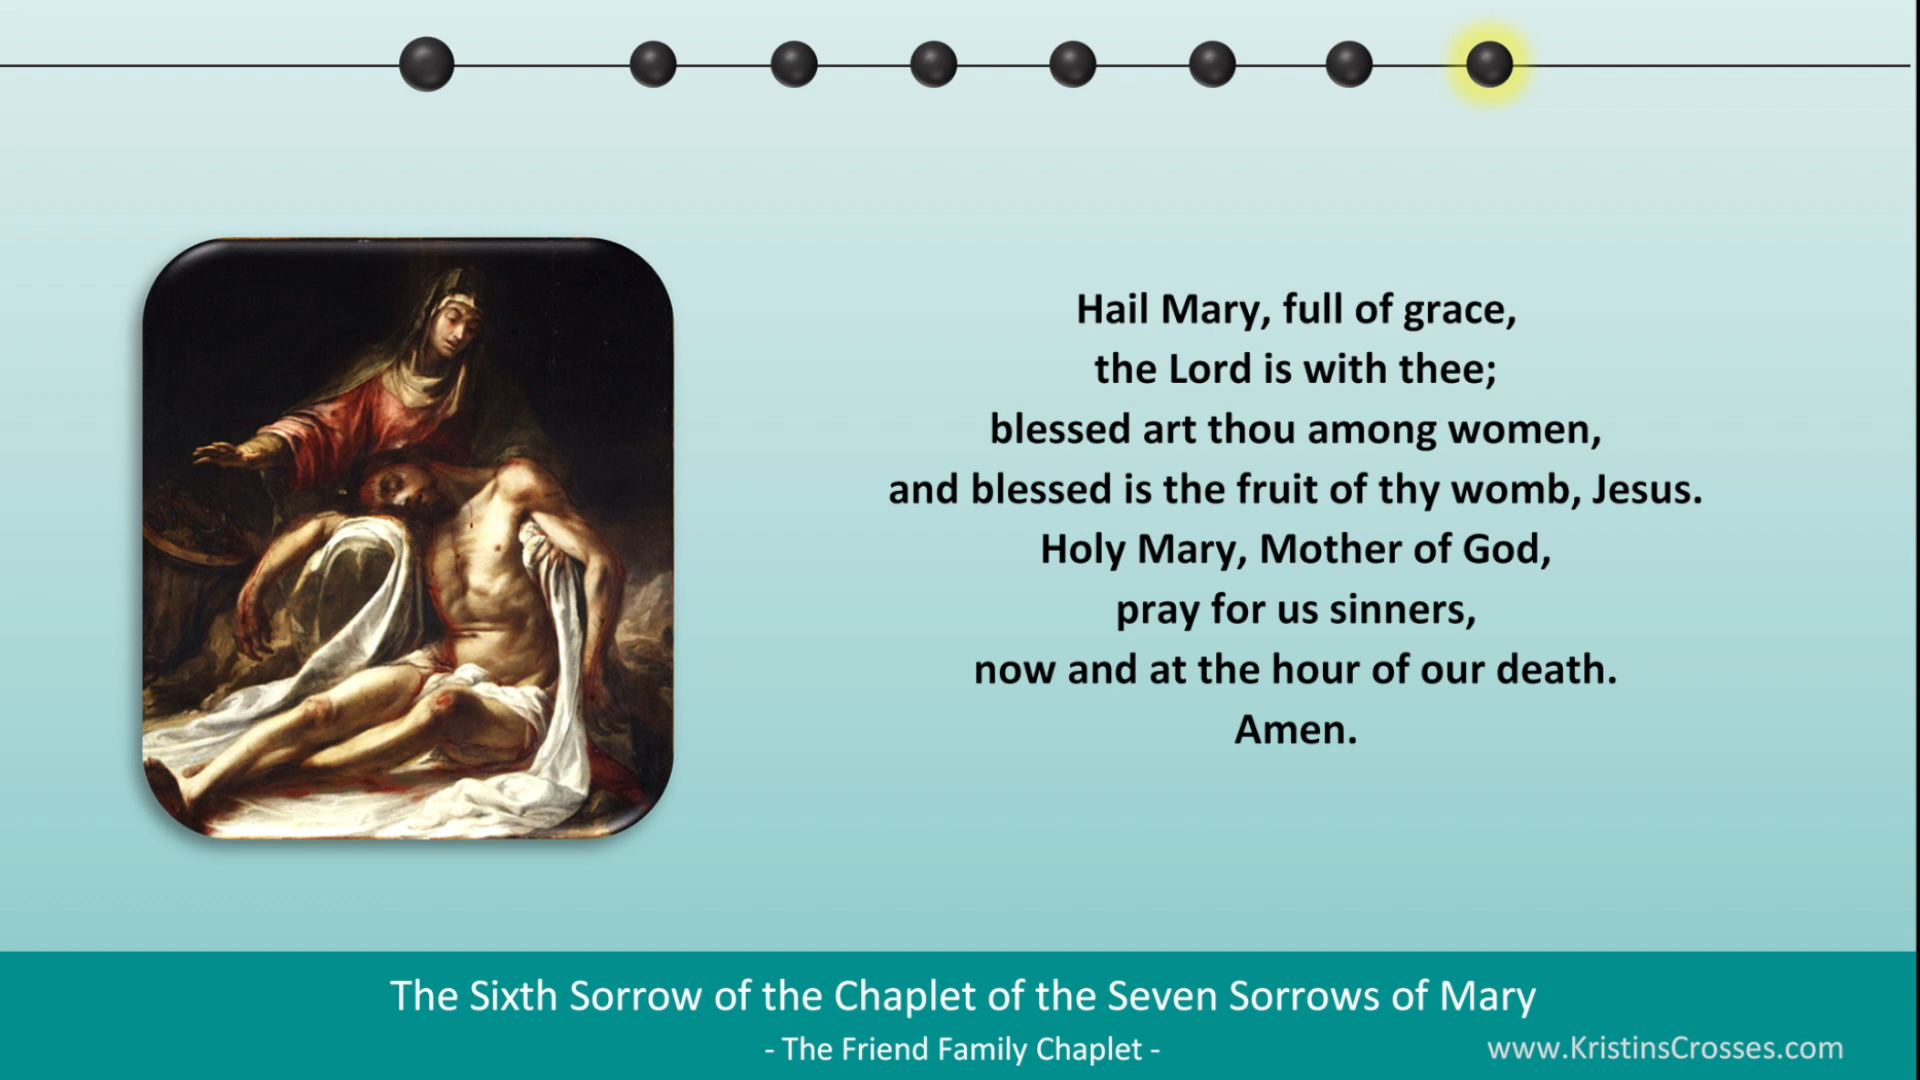 Hail Mary, full of grace,
the Lord is with thee;
blessed art thou among women,
and blessed is the fruit of thy womb, Jesus.
Holy Mary, Mother of God,
pray for us sinners,
now and at the hour of our death.
Amen.
The Sixth Sorrow of the Chaplet of the Seven Sorrows of Mary
- The Friend Family Chaplet -
www.KristinsCrosses.com